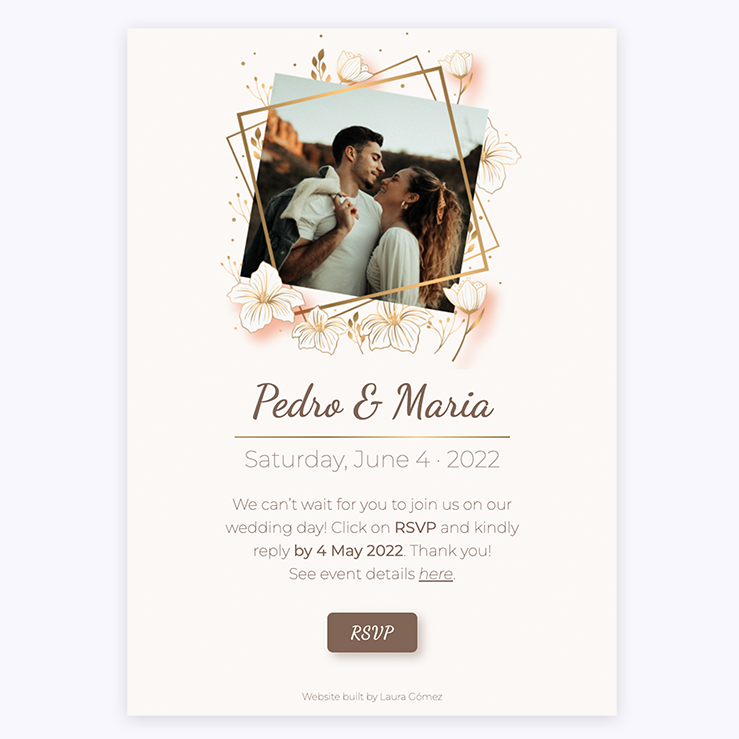 Pedro & Maria
Saturday, June 4 · 2022
We can’t wait for you to join us on our
wedding day! Click on RSVP and kindly
reply by 4 May 2022. Thank you!
See event details here.
RSVP
Website built by Laura Gómez